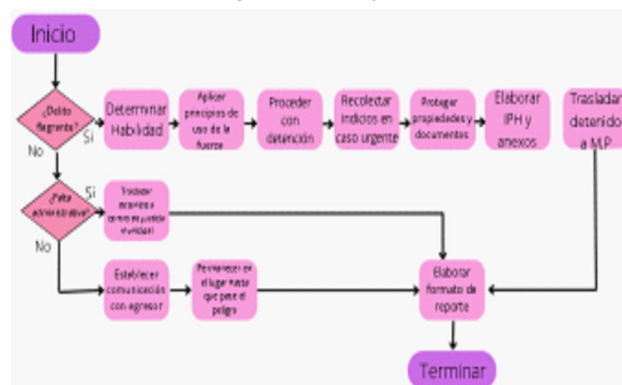 Inicio
¿Delito
flagrante?
Si
No
Determinar
Habilidad
Aplicar
principios de
uso de la
fuerza
Proceder
con
detención
Recolectar
indicios en
caso urgente
Proteger
propiedades y
documentos
Elaborar
IPH y
anexos
Trasladar
detenido
a M.P
¿Falta
administrativa?
Si
No
Trasladar
Establecer
comunicación
con agresor
Permanecer en
el lugar hasta
que pase el
peligro
Elaborar
formato de
reporte
Terminar